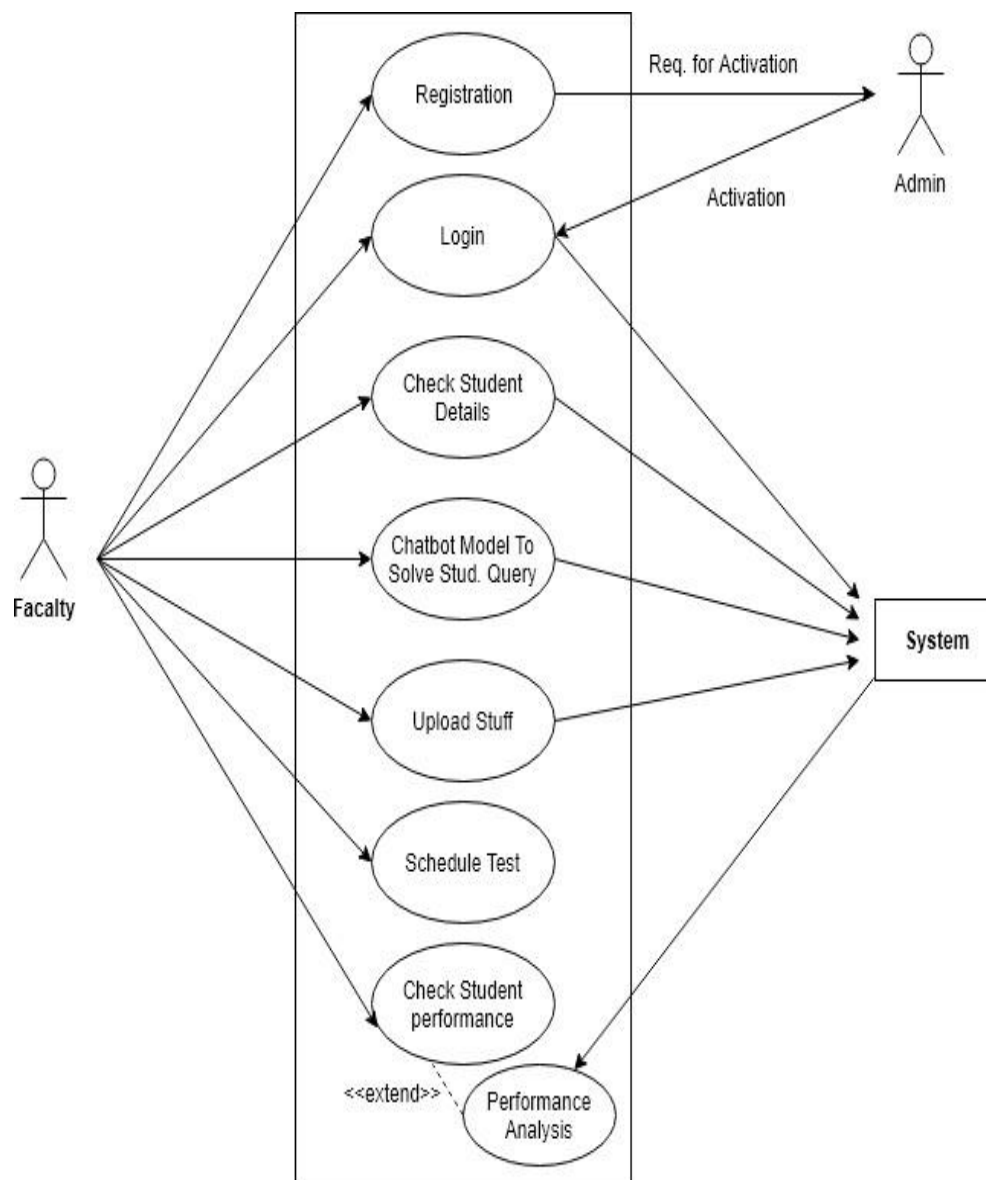 Registration
Req. for Activation
Admin
Login
Activation
Check Student
Details
Chatbot Model To
Solve Stud. Query
Facalty
System
Upload Stuff
Schedule Test
Check Student
performance
<<extend>>
Performance
Analysis